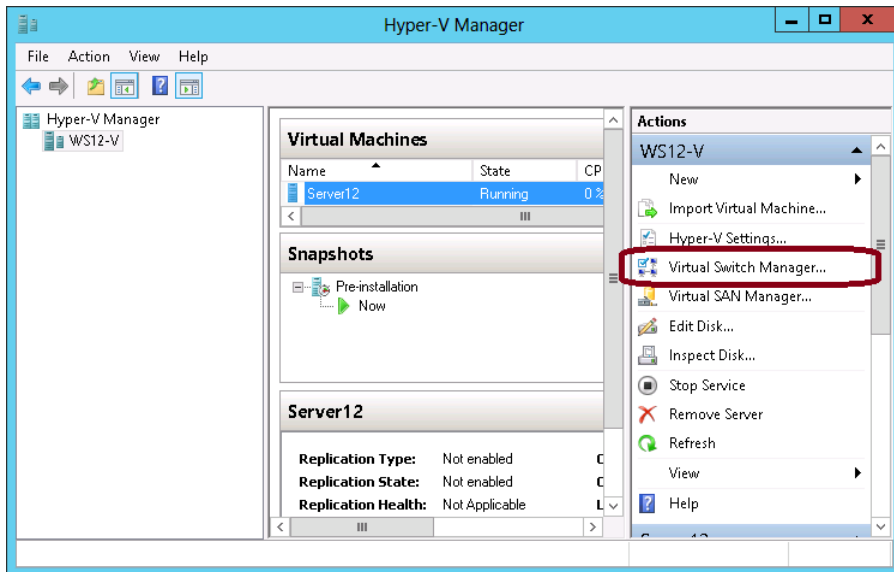 Hyper-V Manager
File Action View Help
Hyper-V Manager
WS12-V
Virtual Machines
Name State CP
Server12 Running 0 %
Snapshots
Pre-installation
Now
Server12
Replication Type: Not enabled C
Replication State: Not enabled C
Replication Health: Not Applicable L
Actions
WS12-V
New
Import Virtual Machine...
Hyper-V Settings...
Virtual Switch Manager...
Virtual SAN Manager...
Edit Disk...
Inspect Disk...
Stop Service
Remove Server
Refresh
View
Help